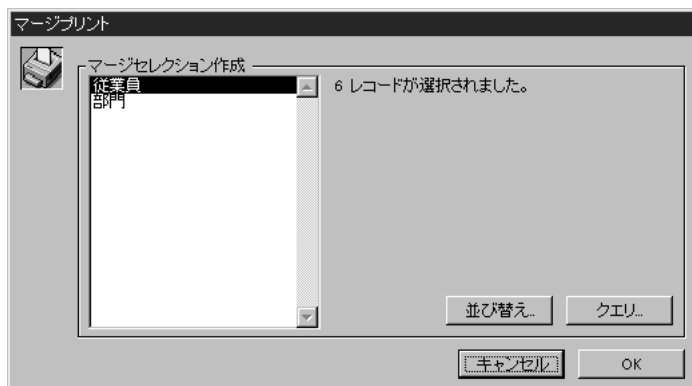 マージプリント
マージセレクション作成
従業員
部門
6 レコードが選択されました。
並び替え...
クエリ...
キャンセル
OK